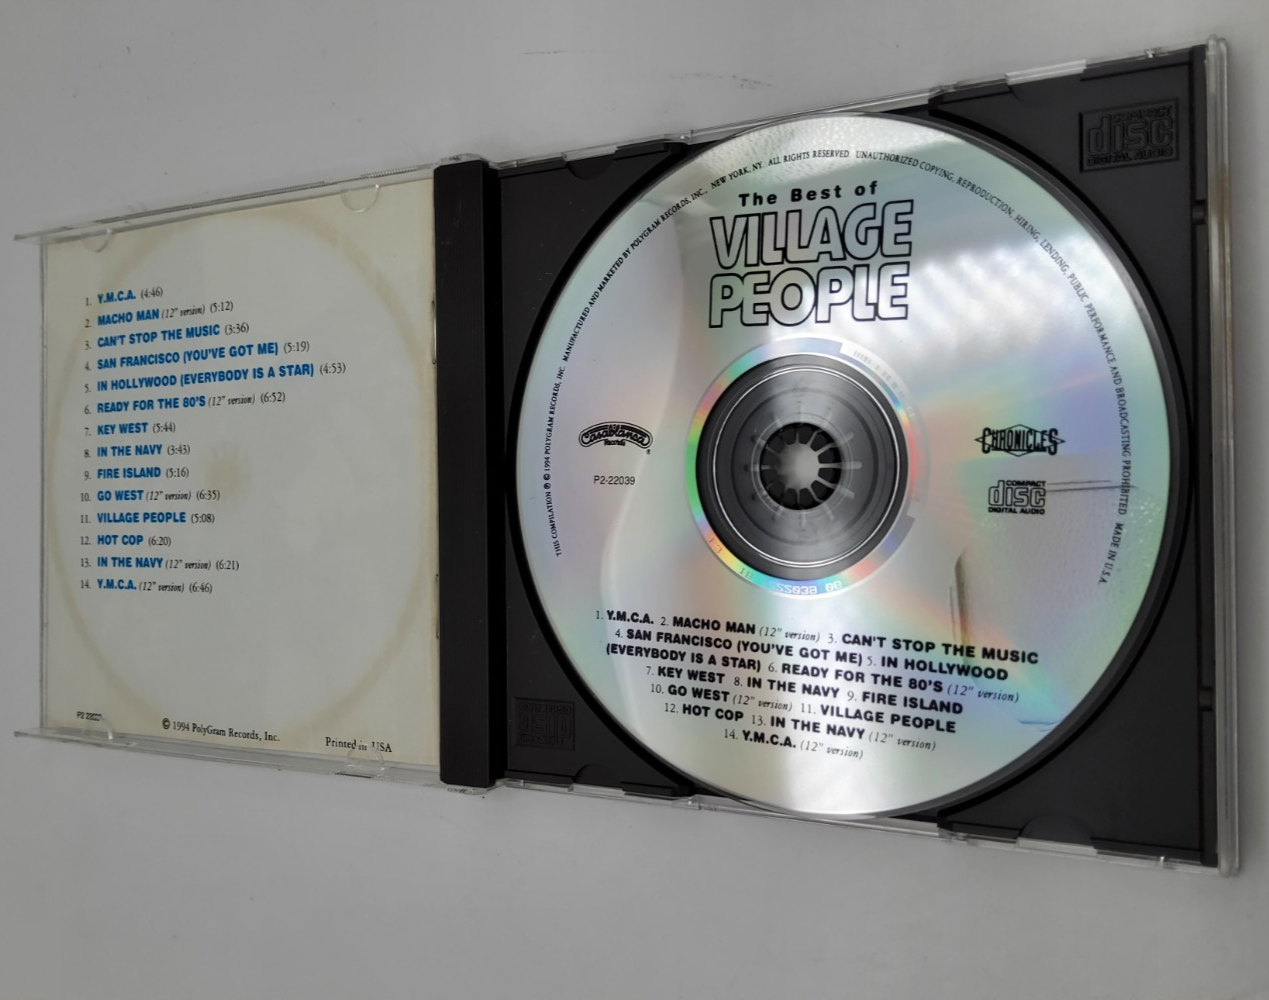 1. Y.M.C.A. (4:46)
2. MACHO MAN (12" version) (5:12)
3. CAN'T STOP THE MUSIC (3:36)
4. SAN FRANCISCO (YOU'VE GOT ME) (5:19)
5. IN HOLLYWOOD (EVERYBODY IS A STAR) (4:53)
6. READY FOR THE 80'S (12" version) (6:52)
7. KEY WEST (5:44)
8. IN THE NAVY (3:43)
9. FIRE ISLAND (5:16)
10. GO WEST (12" version) (6:35)
11. VILLAGE PEOPLE (5:08)
12. HOT COP (6:20)
13. IN THE NAVY (12" version) (6:21)
14. Y.M.C.A. (12" version) (6:46)
© 1994 PolyGram Records, Inc.
Printed in USA
THIS COMPILATION ℗ © 1994 POLYGRAM RECORDS, INC. MANUFACTURED AND MARKETED BY POLYGRAM RECORDS, INC., NEW YORK, NY. ALL RIGHTS RESERVED. UNAUTHORIZED COPYING, REPRODUCTION, HIRING, LENDING, PUBLIC PERFORMANCE AND BROADCASTING PROHIBITED. MADE IN U.S.A.
The Best of
VILLAGE
PEOPLE
Casablanca
Records
P2-22039
CHRONICLES
COMPACT
disc
DIGITAL AUDIO
1. Y.M.C.A. 2. MACHO MAN (12" version) 3. CAN'T STOP THE MUSIC
4. SAN FRANCISCO (YOU'VE GOT ME) 5. IN HOLLYWOOD
(EVERYBODY IS A STAR) 6. READY FOR THE 80'S (12" version)
7. KEY WEST 8. IN THE NAVY 9. FIRE ISLAND
10. GO WEST (12" version) 11. VILLAGE PEOPLE
12. HOT COP 13. IN THE NAVY (12" version)
14. Y.M.C.A. (12" version)
COMPACT
disc
DIGITAL AUDIO